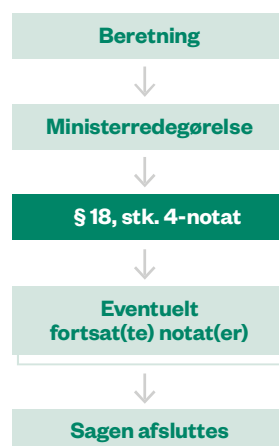 Beretning
Ministerredegørelse
§ 18, stk. 4-notat
Eventuelt
fortsat(te) notat(er)
Sagen afsluttes